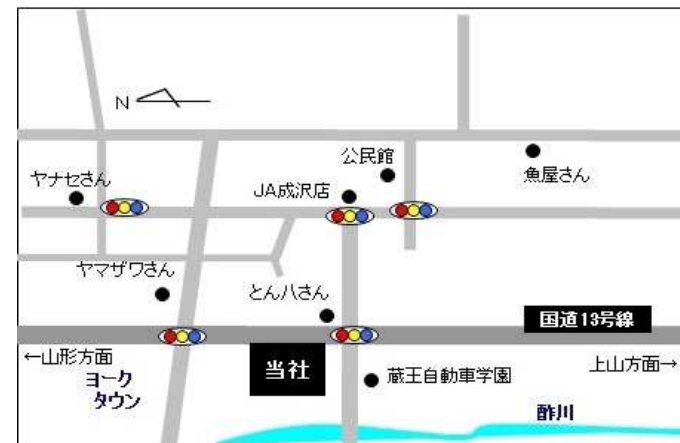 N
公民館
魚屋さん
ヤナセさん
JA成沢店
ヤマザワさん
とん八さん
国道13号線
←山形方面
上山方面→
ヨーク
タウン
当社
蔵王自動車学園
酢川